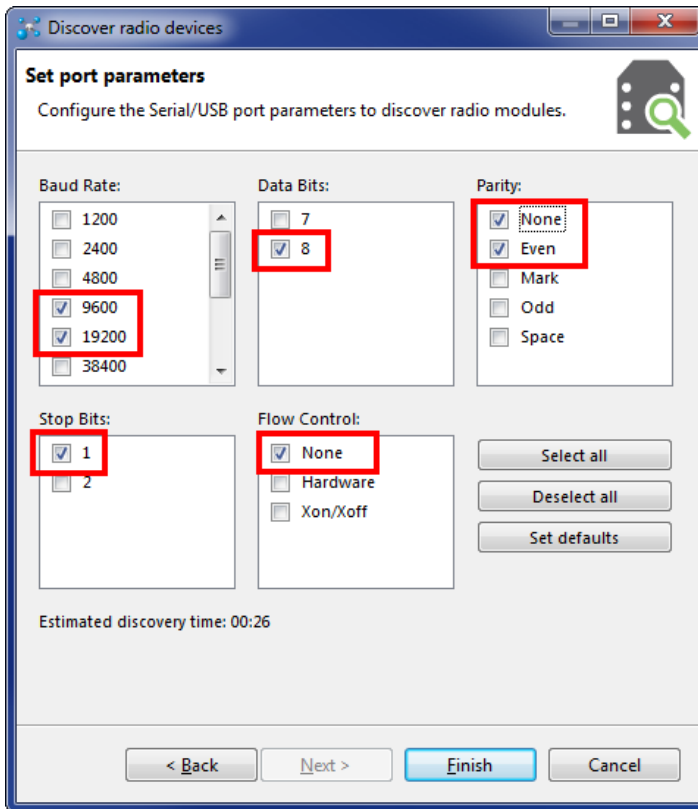 Discover radio devices
Set port parameters
Configure the Serial/USB port parameters to discover radio modules.
Baud Rate:
1200
2400
4800
9600
19200
38400
Data Bits:
7
8
Parity:
None
Even
Mark
Odd
Space
Stop Bits:
1
2
Flow Control:
None
Hardware
Xon/Xoff
Select all
Deselect all
Set defaults
Estimated discovery time: 00:26
< Back
Next >
Finish
Cancel